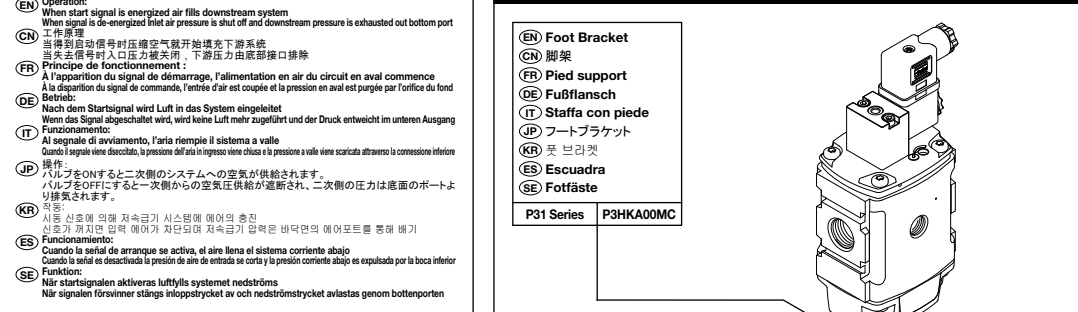 EN Operation:
When start signal is energized air fills downstream system
When signal is de-energized Inlet air pressure is shut off and downstream pressure is exhausted out bottom port
CN 工作原理
当得到启动信号时压缩空气就开始填充下游系统
当失去信号时入口压力被关闭，下游压力由底部接口排除
FR Principe de fonctionnement :
À l'apparition du signal de démarrage, l'alimentation en air du circuit en aval commence
À la disparition du signal de commande, l'entrée d'air est coupée et la pression en aval est purgée par l'orifice du fond
DE Betrieb:
Nach dem Startsignal wird Luft in das System eingeleitet
Wenn das Signal abgeschaltet wird, wird keine Luft mehr zugeführt und der Druck entweicht im unteren Ausgang
IT Funzionamento:
Al segnale di avviamento, l'aria riempie il sistema a valle
Quando il segnale viene diseccitato, la pressione dell'aria in ingresso viene chiusa e la pressione a valle viene scaricata attraverso la connessione inferiore
JP 操作:
バルブをONすると二次側のシステムへの空気が供給されます。
バルブをOFFにすると一次側からの空気圧供給が遮断され、二次側の圧力は底面のポートよ
り排気されます。
KR 작동:
시동 신호에 의해 저속급기 시스템에 에어의 충진
신호가 꺼지면 입력 에어가 차단되며 저속급기 압력은 바닥면의 에어포트를 통해 배기
ES Funcionamiento:
Cuando la señal de arranque se activa, el aire llena el sistema corriente abajo
Cuando la señal es desactivada la presión de aire de entrada se corta y la presión corriente abajo es expulsada por la boca inferior
SE Funktion:
När startsignalen aktiveras luftfylls systemet nedströms
När signalen försvinner stängs inloppstrycket av och nedströmstrycket avlastas genom bottenporten
EN Foot Bracket
CN 脚架
FR Pied support
DE Fußflansch
IT Staffa con piede
JP フートブラケット
KR 풋 브라켓
ES Escuadra
SE Fotfäste
P31 Series P3HKA00MC